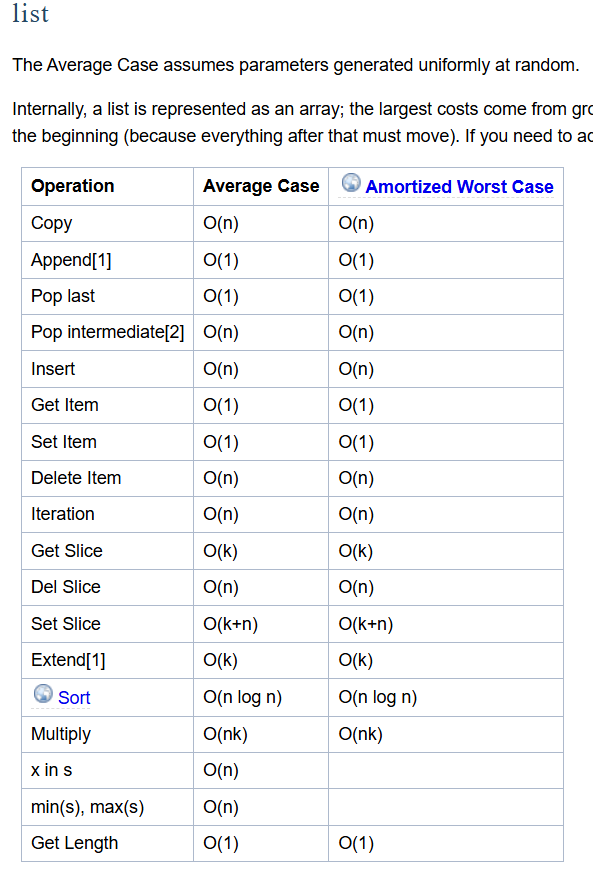 list
The Average Case assumes parameters generated uniformly at random.
Internally, a list is represented as an array; the largest costs come from
the beginning (because everything after that must move). If you need to
Operation Average Case Amortized Worst Case
Copy O(n) O(n)
Append[1] O(1) O(1)
Pop last O(1) O(1)
Pop intermediate[2] O(n) O(n)
Insert O(n) O(n)
Get Item O(1) O(1)
Set Item O(1) O(1)
Delete Item O(n) O(n)
Iteration O(n) O(n)
Get Slice O(k) O(k)
Del Slice O(n) O(n)
Set Slice O(k+n) O(k+n)
Extend[1] O(k) O(k)
Sort O(n log n) O(n log n)
Multiply O(nk) O(nk)
x in s O(n)
min(s), max(s) O(n)
Get Length O(1) O(1)